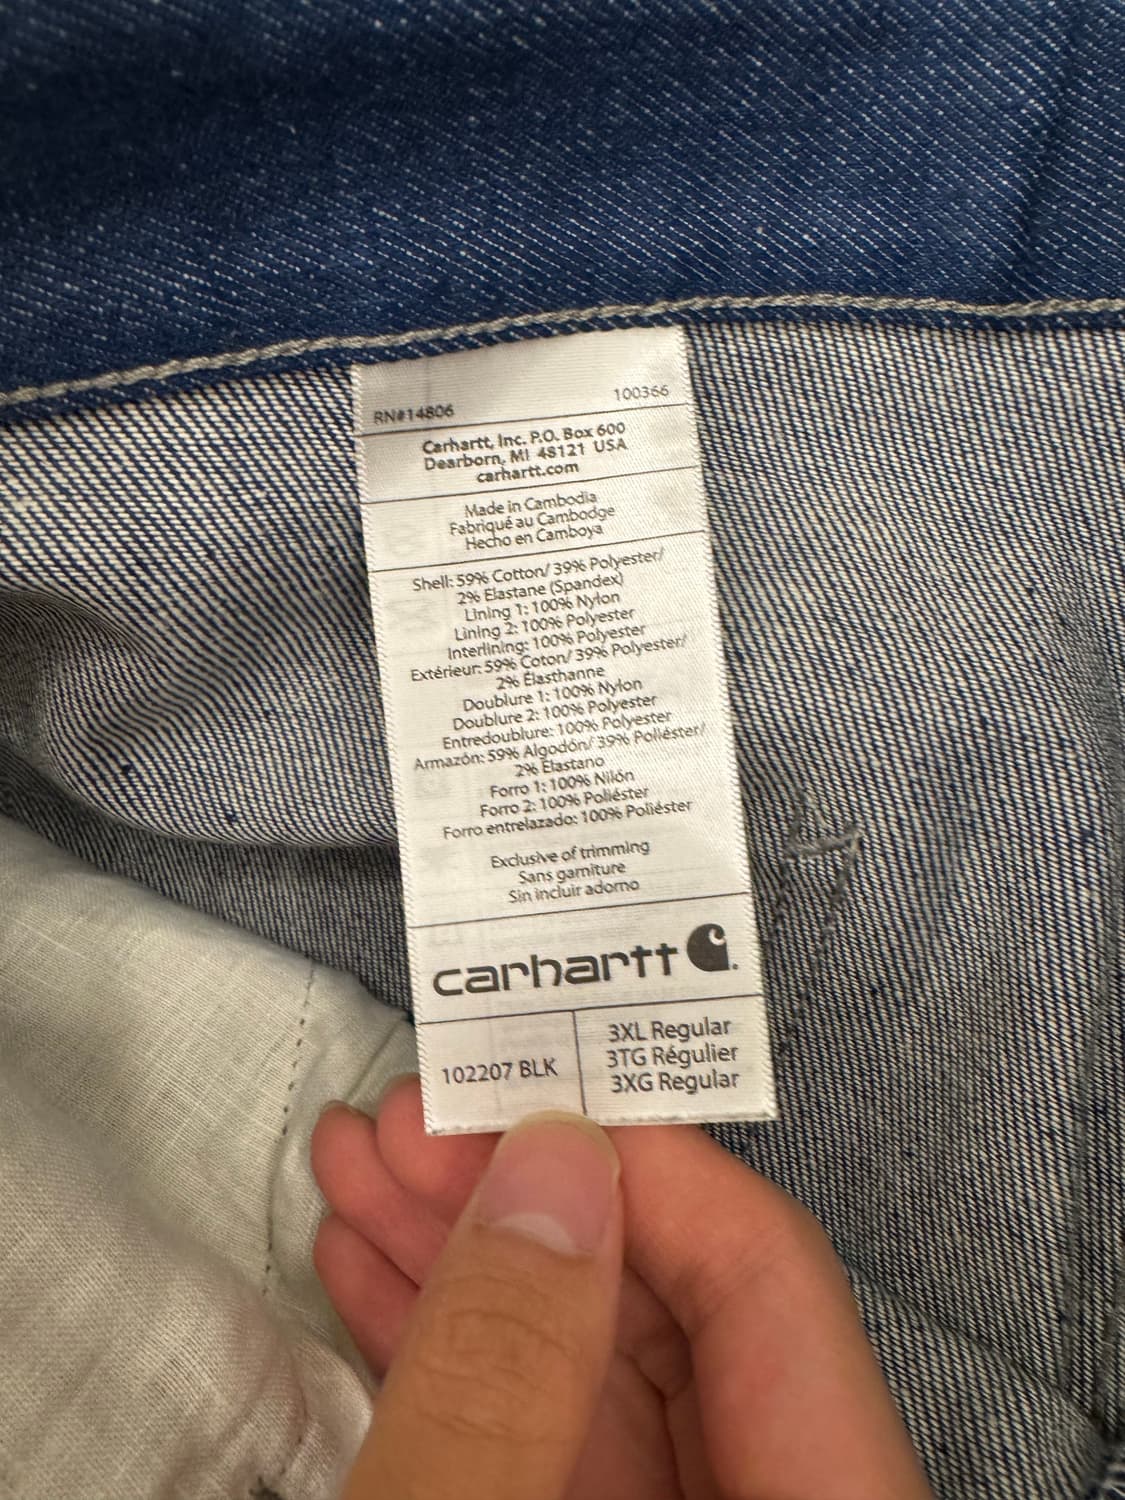 RN#14806 100366
Carhartt, Inc. P.O. Box 600
Dearborn, MI 48121 USA
carhartt.com
Made in Cambodia
Fabriqué au Cambodge
Hecho en Camboya
Shell: 59% Cotton/ 39% Polyester/
2% Elastane (Spandex)
Lining 1: 100% Nylon
Lining 2: 100% Polyester
Interlining: 100% Polyester
Extérieur: 59% Coton/ 39% Polyester/
2% Élasthanne
Doublure 1: 100% Nylon
Doublure 2: 100% Polyester
Entredoublure: 100% Polyester
Armazón: 59% Algodón/ 39% Poliéster/
2% Elastano
Forro 1: 100% Nilón
Forro 2: 100% Poliéster
Forro entrelazado: 100% Poliéster
Exclusive of trimming
Sans garniture
Sin incluir adorno
carhartt
102207 BLK
3XL Regular
3TG Régulier
3XG Regular